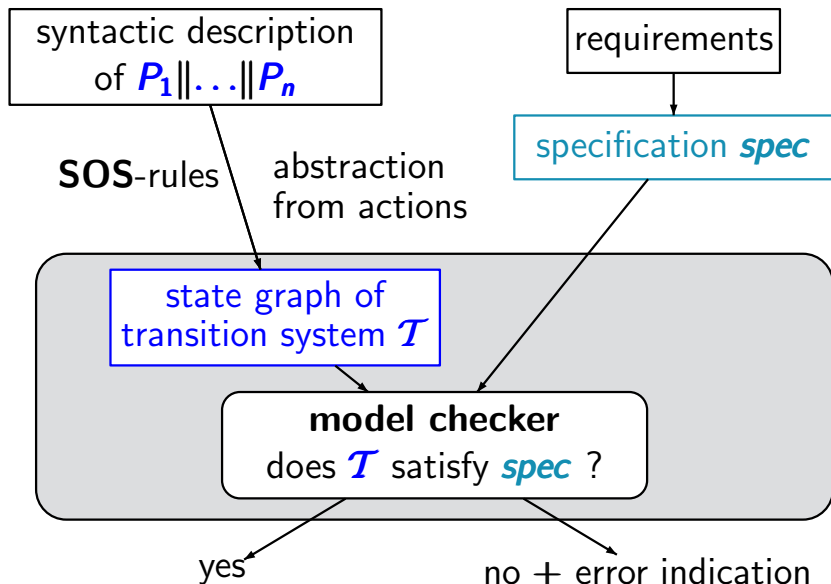 syntactic description
of P₁‖...‖Pₙ
requirements
specification spec
SOS-rules
abstraction
from actions
state graph of
transition system 𝒯
model checker
does 𝒯 satisfy spec ?
yes
no + error indication